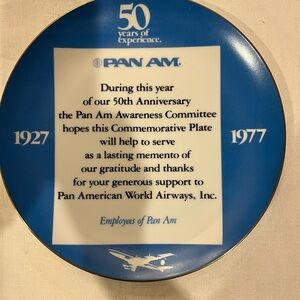 50
years of
experience.
PAN AM.
During this year
of our 50th Anniversary
the Pan Am Awareness Committee
hopes this Commemorative Plate
will help to serve
as a lasting memento of
our gratitude and thanks
for your generous support to
Pan American World Airways, Inc.
Employees of Pan Am
1927
1977